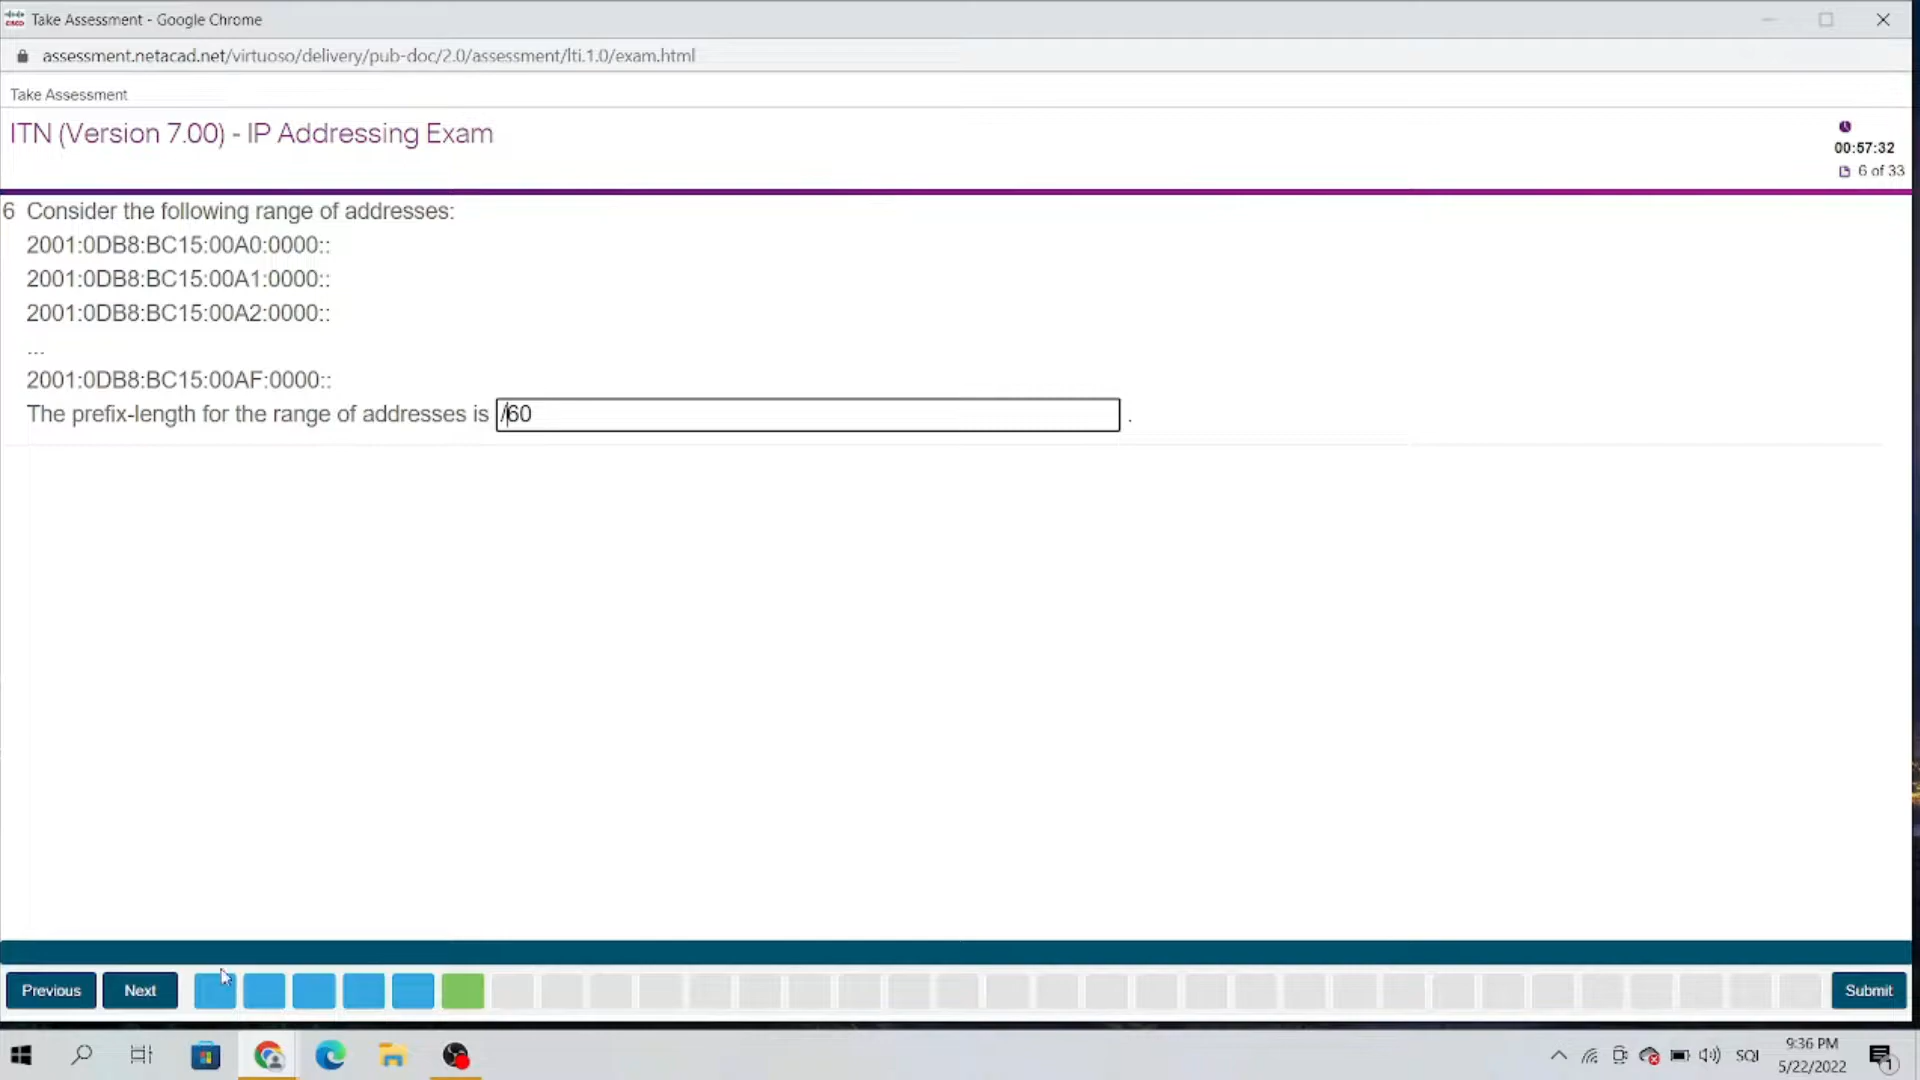 Take Assessment - Google Chrome
assessment.netacad.net/virtuoso/delivery/pub-doc/2.0/assessment/lti.1.0/exam.html
Take Assessment
ITN (Version 7.00) - IP Addressing Exam
00:57:32
6 of 33
6 Consider the following range of addresses:
2001:0DB8:BC15:00A0:0000::
2001:0DB8:BC15:00A1:0000::
2001:0DB8:BC15:00A2:0000::
...
2001:0DB8:BC15:00AF:0000::
The prefix-length for the range of addresses is /60 .
Previous Next Submit
SQI
9:36 PM
5/22/2022
1